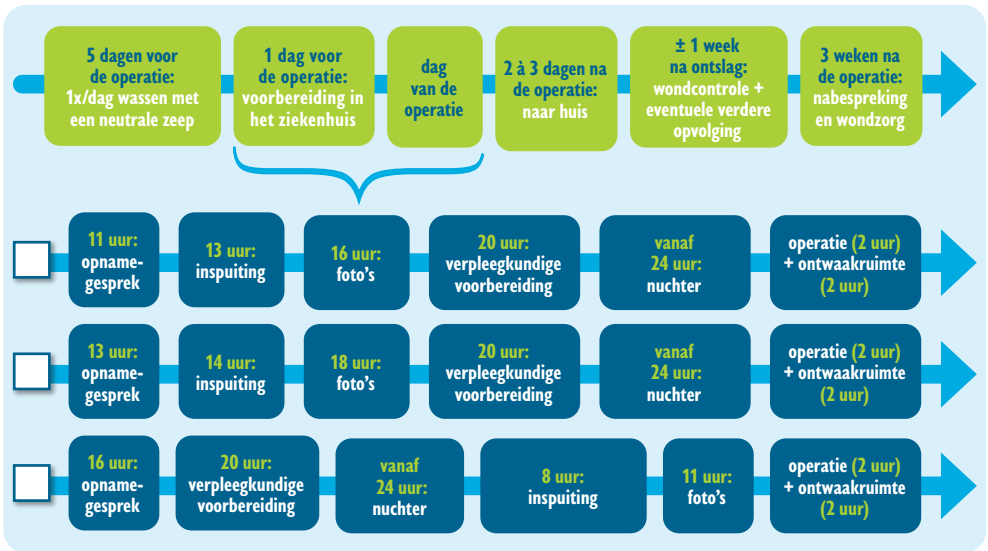 5 dagen voor
de operatie:
1x/dag wassen met
een neutrale zeep
1 dag voor
de operatie:
voorbereiding in
het ziekenhuis
dag
van de
operatie
2 à 3 dagen na
de operatie:
naar huis
± 1 week
na ontslag:
wondcontrole +
eventuele verdere
opvolging
3 weken na
de operatie:
nabespreking
en wondzorg
11 uur:
opname-
gesprek
13 uur:
inspuiting
16 uur:
foto's
20 uur:
verpleegkundige
voorbereiding
vanaf
24 uur:
nuchter
operatie (2 uur)
+ ontwaakruimte
(2 uur)
13 uur:
opname-
gesprek
14 uur:
inspuiting
18 uur:
foto's
20 uur:
verpleegkundige
voorbereiding
vanaf
24 uur:
nuchter
operatie (2 uur)
+ ontwaakruimte
(2 uur)
16 uur:
opname-
gesprek
20 uur:
verpleegkundige
voorbereiding
vanaf
24 uur:
nuchter
8 uur:
inspuiting
11 uur:
foto's
operatie (2 uur)
+ ontwaakruimte
(2 uur)